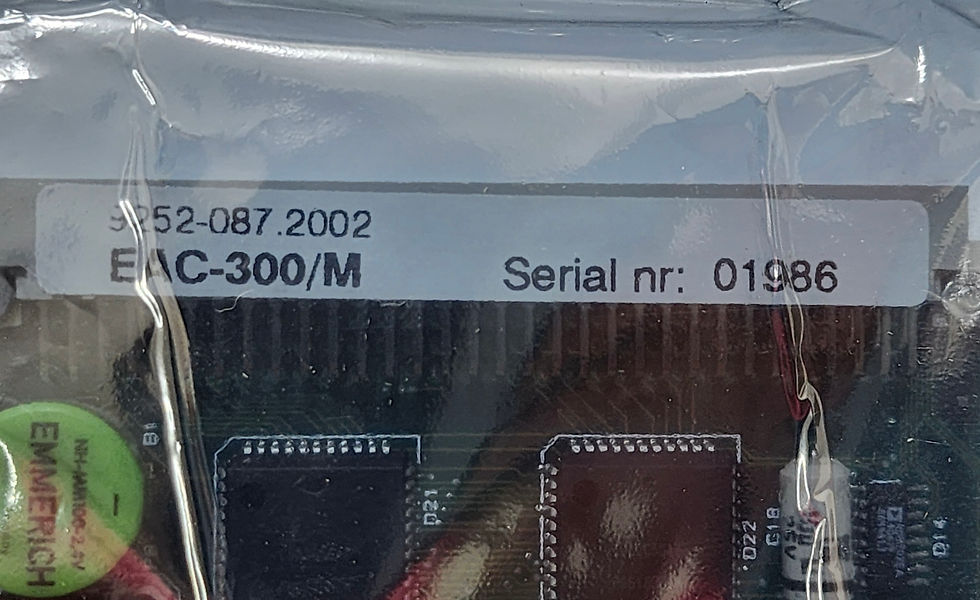 9252-087.2002
EAC-300/M
Serial nr: 01986
B1
EMMERICH
D21
D22
C18
D14